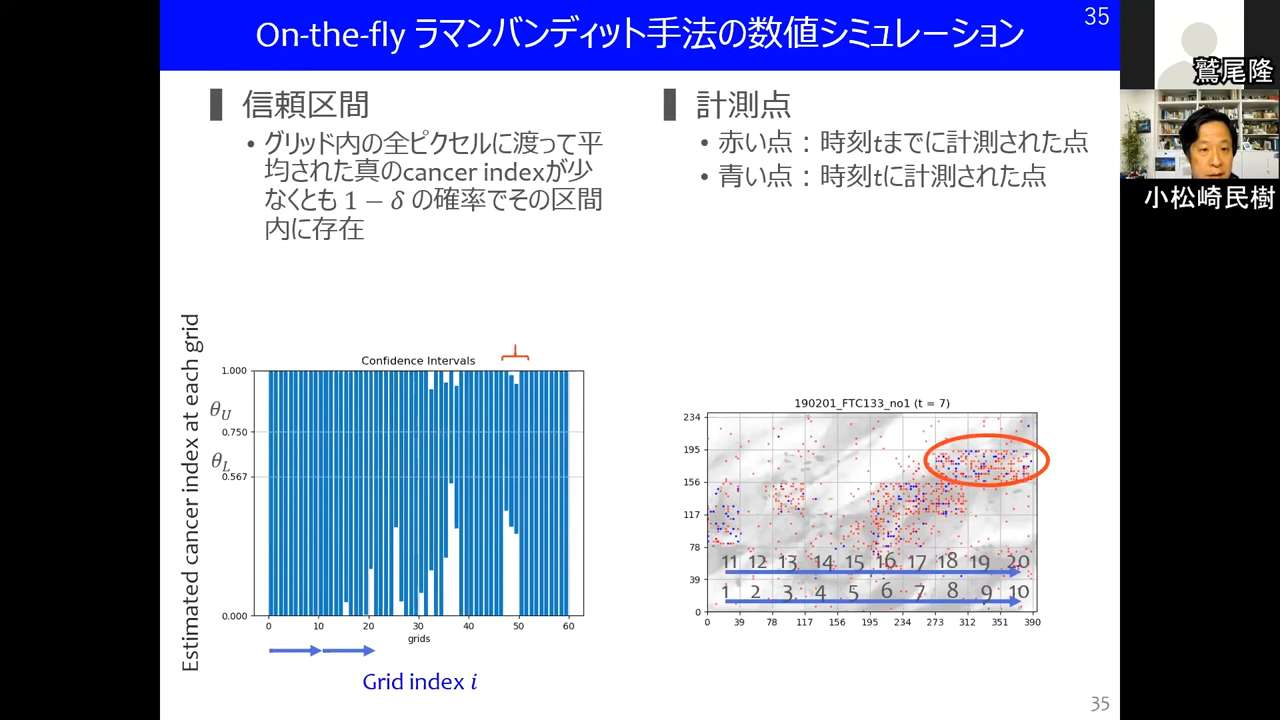 On-the-fly ラマンバンディット手法の数値シミュレーション
35
信頼区間
• グリッド内の全ピクセルに渡って平
均された真のcancer indexが少
なくとも 1 − δ の確率でその区間
内に存在
計測点
• 赤い点：時刻tまでに計測された点
• 青い点：時刻tに計測された点
鷲尾隆
小松崎民樹
Estimated cancer index at each grid
Confidence Intervals
1.000
θU
0.750
θL
0.567
0.000
0 10 20 30 40 50 60
grids
Grid index i
190201_FTC133_no1 (t = 7)
234
195
156
117
78
39
0
11 12 13 14 15 16 17 18 19 20
1 2 3 4 5 6 7 8 9 10
0 39 78 117 156 195 234 273 312 351 390
35